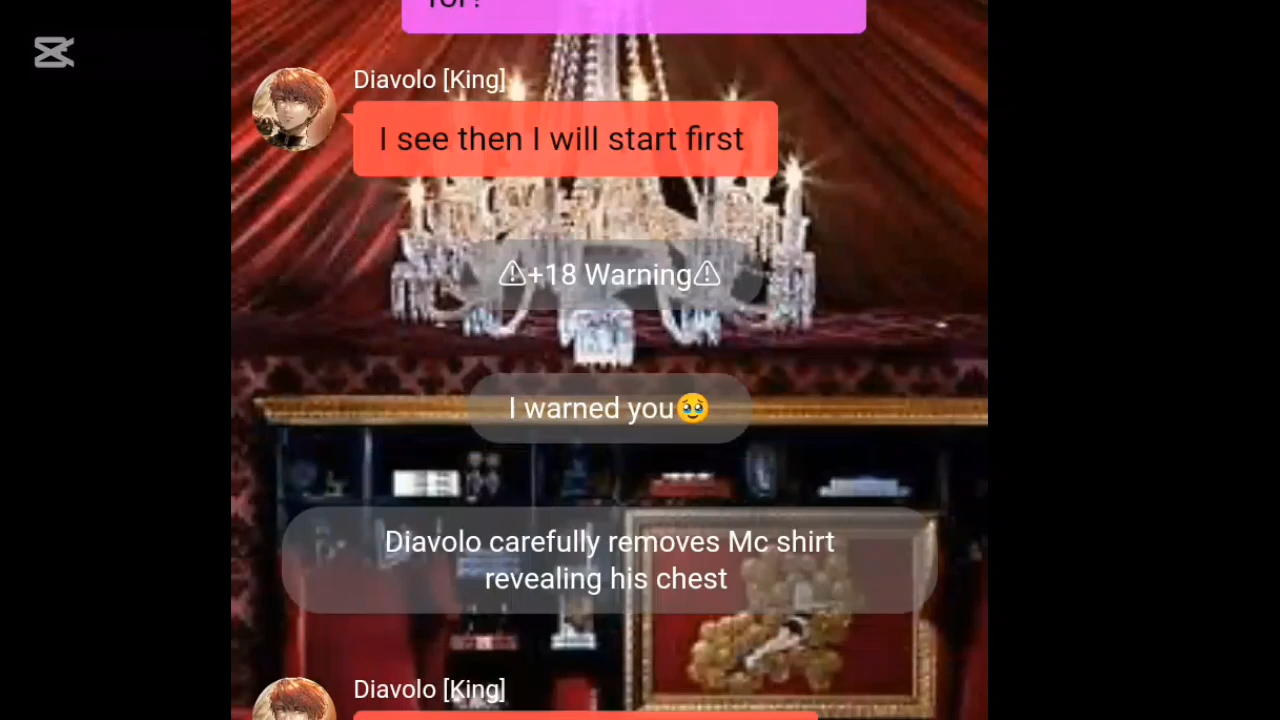 Diavolo [King]
I see then I will start first
⚠+18 Warning⚠
I warned you🥹
Diavolo carefully removes Mc shirt
revealing his chest
Diavolo [King]